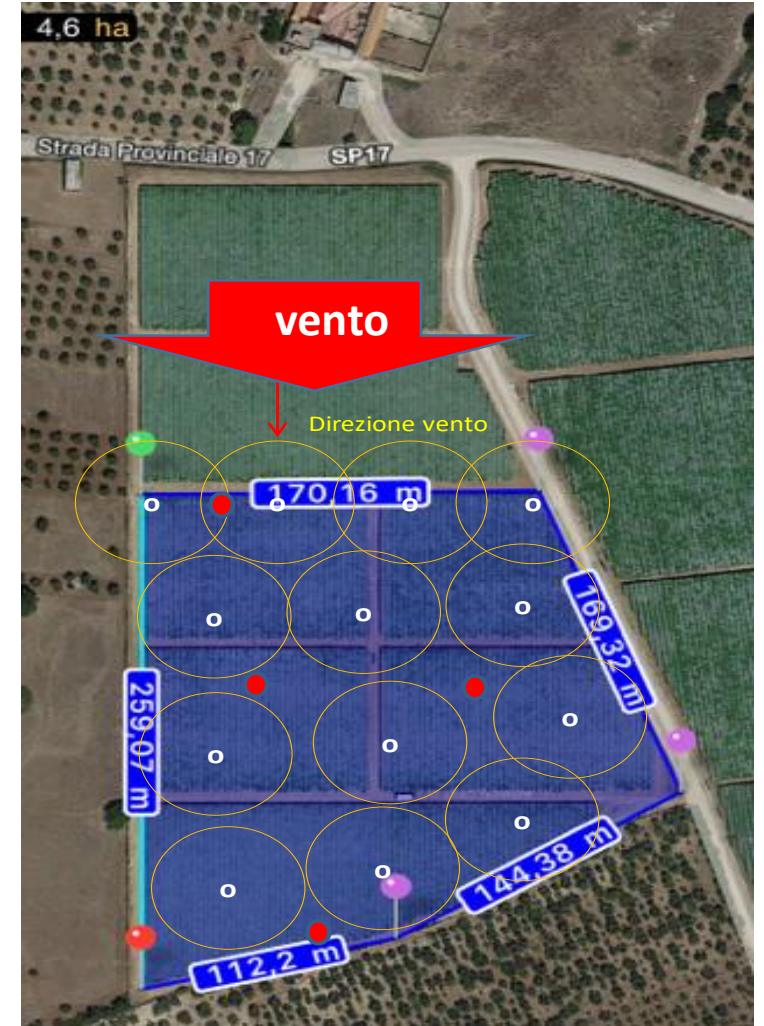 4,6 ha
Strada Provinciale 17
SP17
vento
Direzione vento
170,16 m
169,32 m
259,07 m
144,38 m
112,2 m